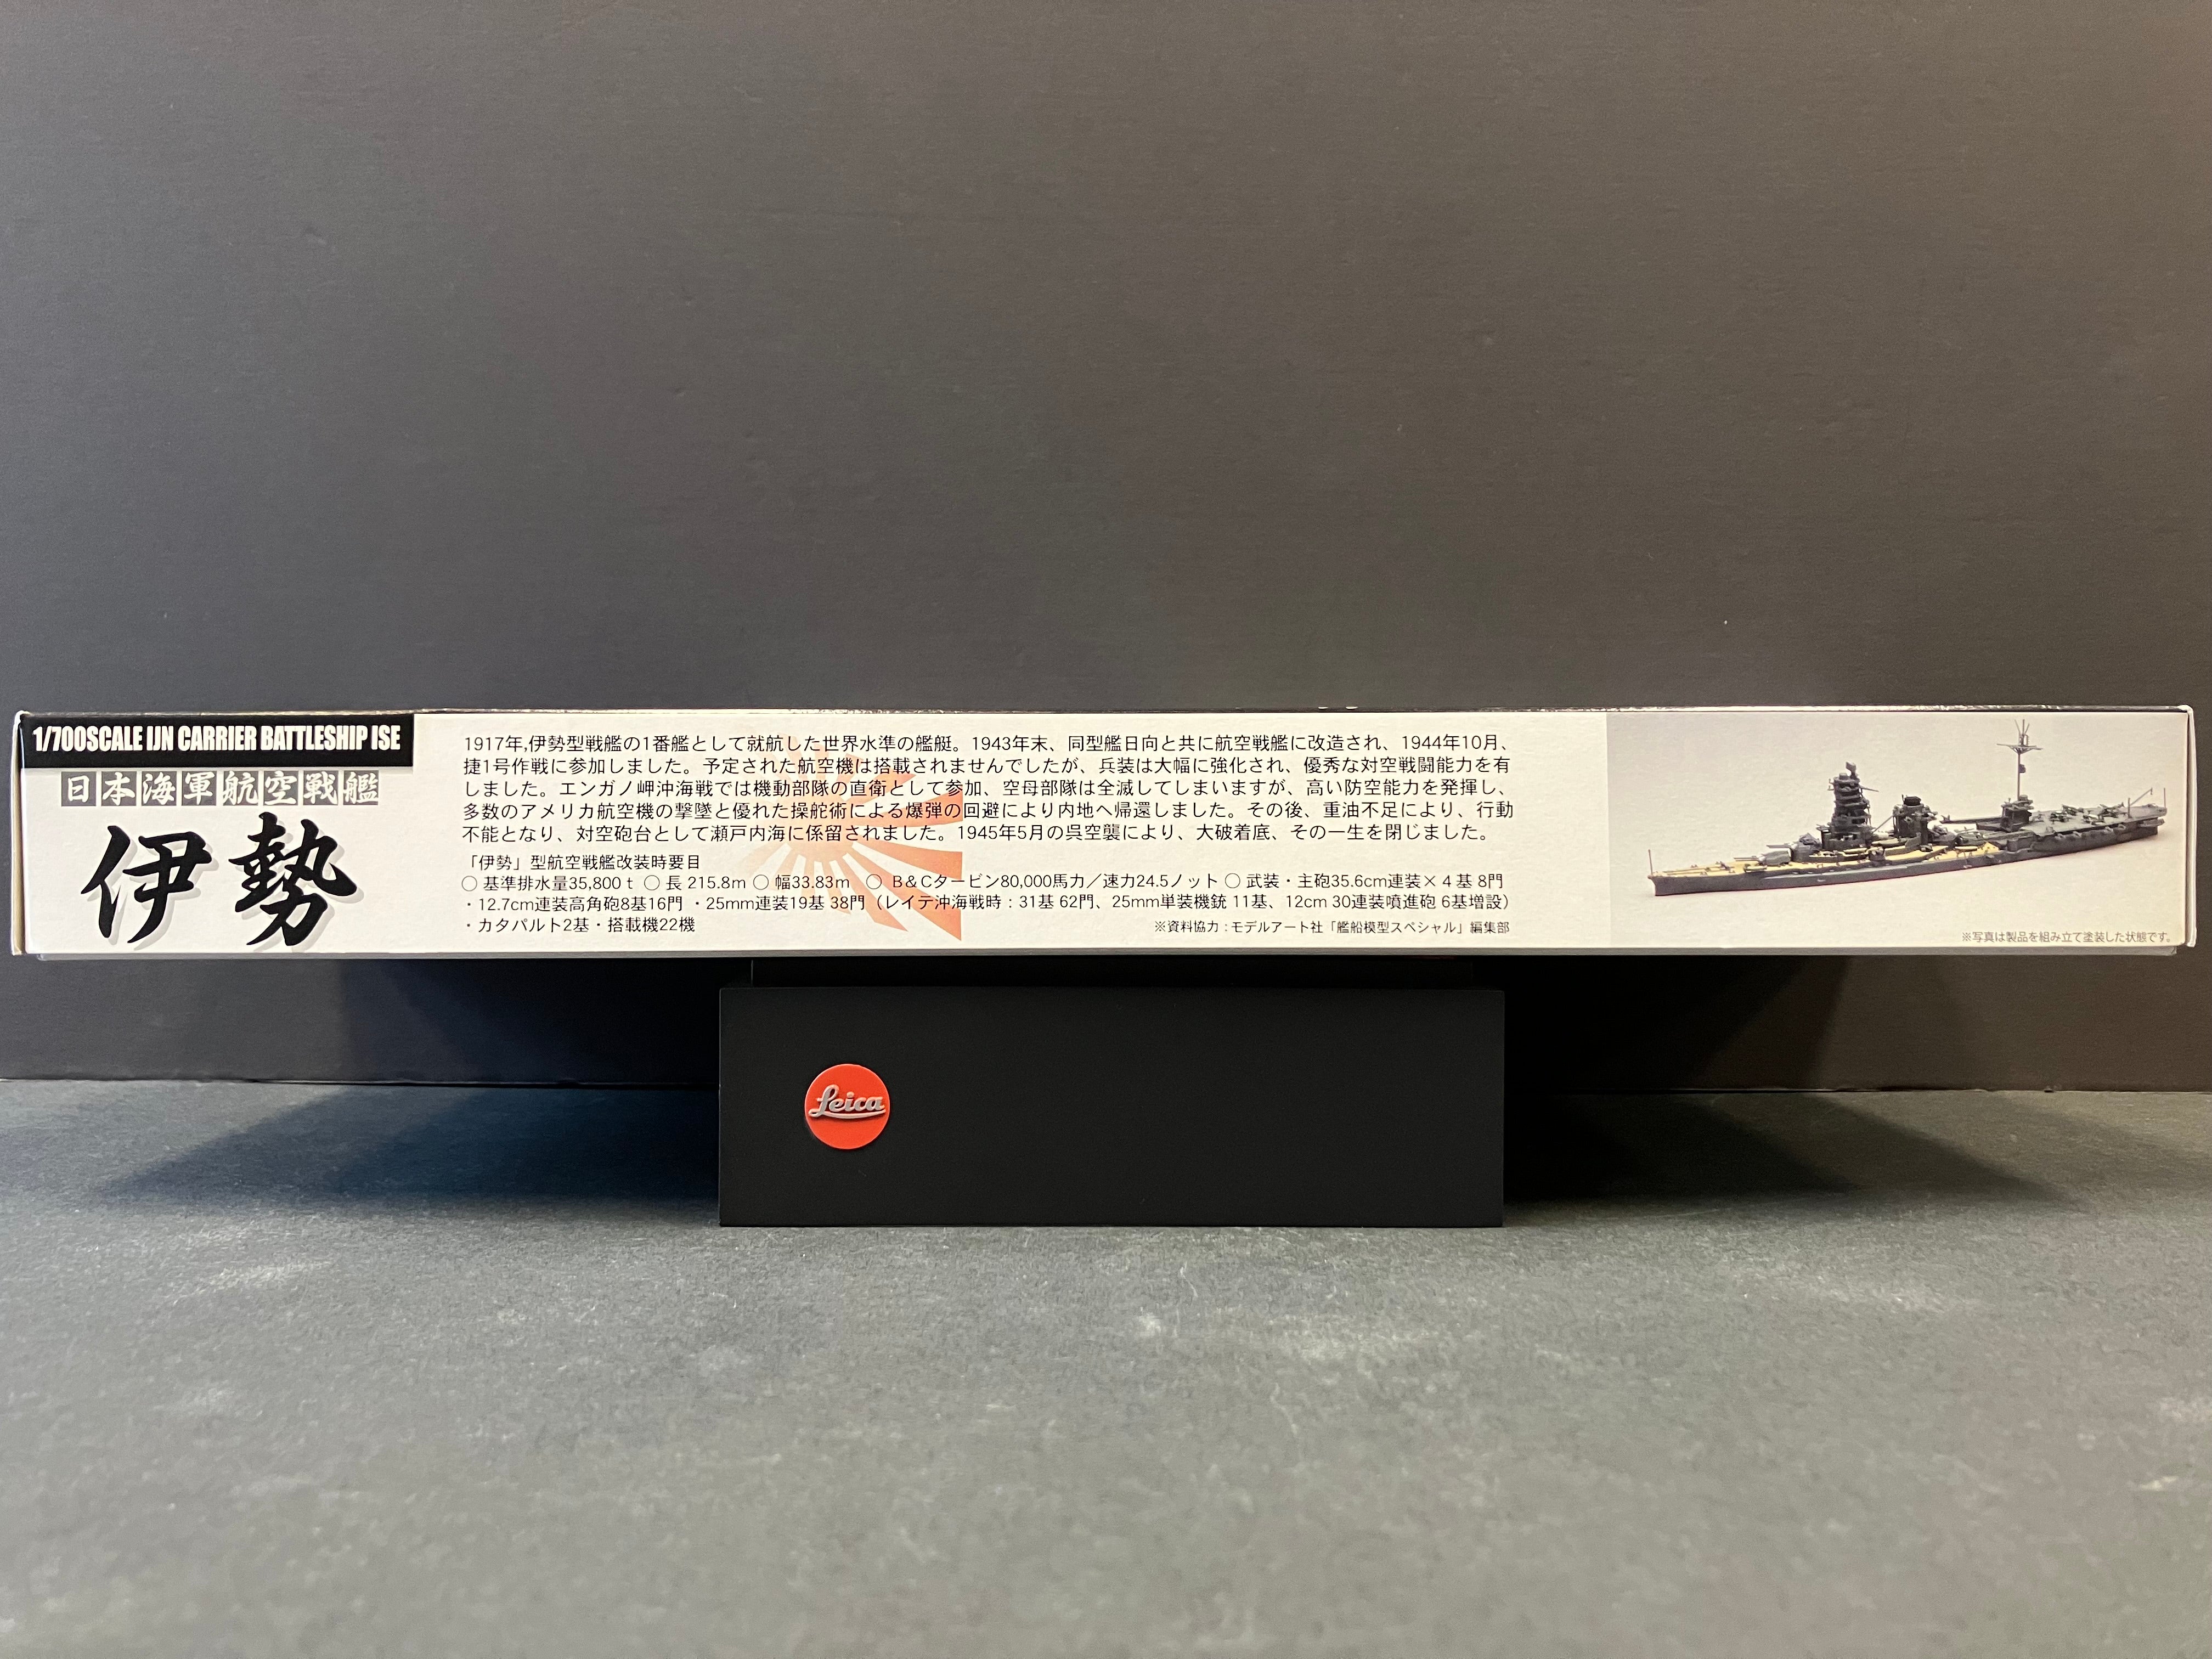 1/700SCALE IJN CARRIER BATTLESHIP ISE
日本海軍航空戦艦
伊勢
1917年,伊勢型戦艦の1番艦として就航した世界水準の艦艇。1943年末、同型艦日向と共に航空戦艦に改造され、1944年10月、
捷1号作戦に参加しました。予定された航空機は搭載されませんでしたが、兵装は大幅に強化され、優秀な対空戦闘能力を有
しました。エンガノ岬沖海戦では機動部隊の直衛として参加、空母部隊は全滅してしまいますが、高い防空能力を発揮し、
多数のアメリカ航空機の撃墜と優れた操舵術による爆弾の回避により内地へ帰還しました。その後、重油不足により、行動
不能となり、対空砲台として瀬戸内海に係留されました。1945年5月の呉空襲により、大破着底、その一生を閉じました。
「伊勢」型航空戦艦改装時要目
○ 基準排水量35,800ｔ ○ 長 215.8m ○ 幅33.83m ○ B&Cタービン80,000馬力／速力24.5ノット ○ 武装・主砲35.6cm連装×４基 8門
・12.7cm連装高角砲8基16門 ・25mm連装19基 38門（レイテ沖海戦時：31基 62門、25mm単装機銃 11基、12cm 30連装噴進砲 6基増設）
・カタパルト2基・搭載機22機
※資料協力：モデルアート社「艦船模型スペシャル」編集部
※写真は製品を組み立て塗装した状態です。
Leica